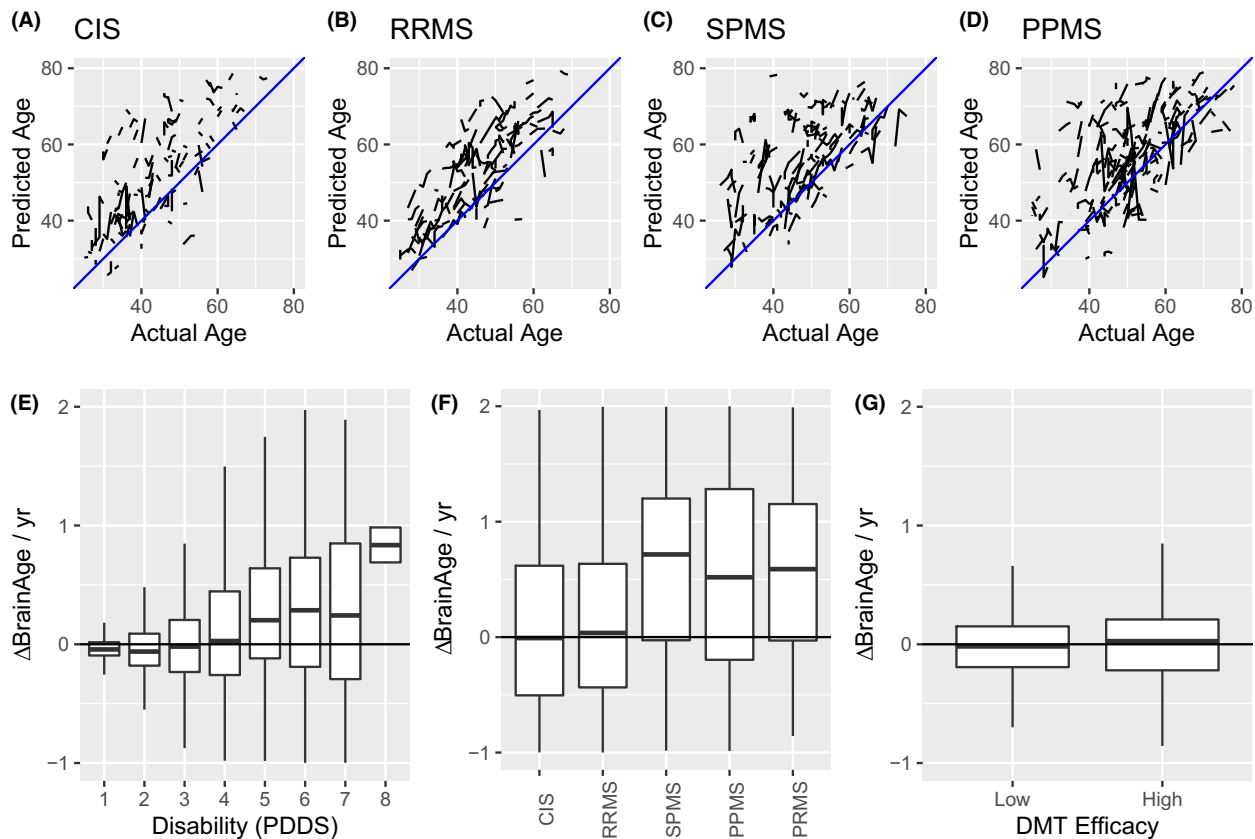 (A) CIS
(B) RRMS
(C) SPMS
(D) PPMS
80
60
40
Predicted Age
40 60 80
Actual Age
80
60
40
Predicted Age
40 60 80
Actual Age
80
60
40
Predicted Age
40 60 80
Actual Age
80
60
40
Predicted Age
40 60 80
Actual Age
(E)
2
1
0
−1
ΔBrainAge / yr
1 2 3 4 5 6 7 8
Disability (PDDS)
(F)
2
1
0
−1
ΔBrainAge / yr
CIS
RRMS
SPMS
PPMS
PRMS
(G)
2
1
0
−1
ΔBrainAge / yr
Low High
DMT Efficacy